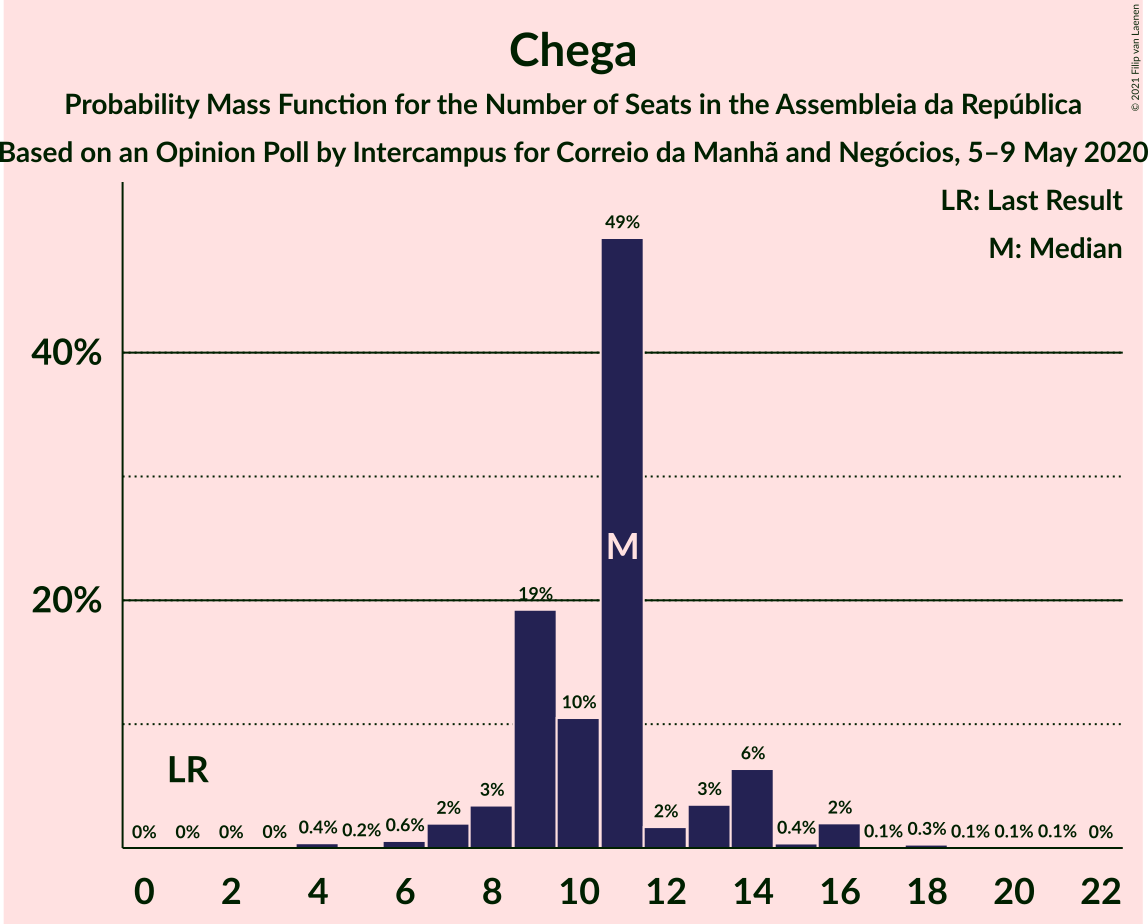 Chega
Probability Mass Function for the Number of Seats in the Assembleia da República
Based on an Opinion Poll by Intercampus for Correio da Manhã and Negócios, 5–9 May 2020
© 2021 Filip van Laenen
LR: Last Result
M: Median
49%
40%
M
20%
19%
10%
LR
6%
0% 0% 0% 0% 0.4% 0.2% 0.6% 2% 3% 2% 3% 0.4% 2% 0.1% 0.3% 0.1% 0.1% 0.1% 0%
0 2 4 6 8 10 12 14 16 18 20 22